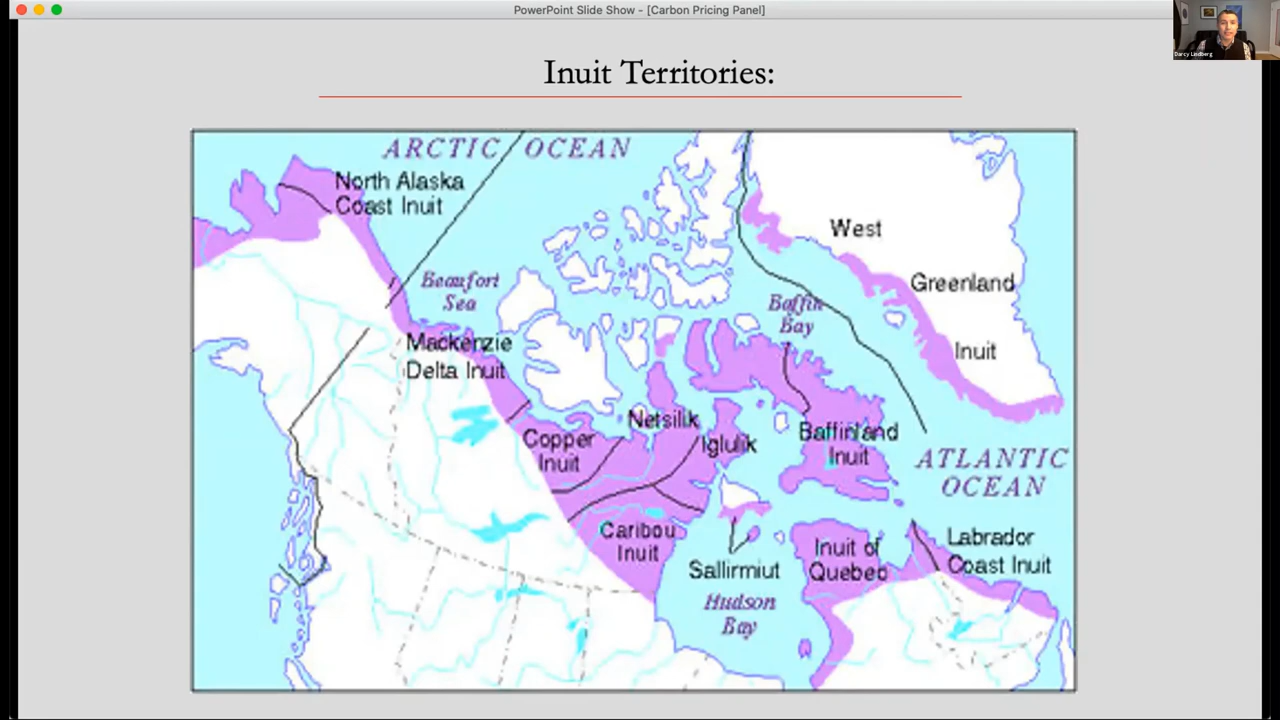 PowerPoint Slide Show - [Carbon Pricing Panel]
Darcy Lindberg
Inuit Territories:
ARCTIC OCEAN
North Alaska
Coast Inuit
West
Greenland
Inuit
Beaufort
Sea
Baffin
Bay
Mackenzie
Delta Inuit
Netsilik
Copper
Inuit
Iglulik
Baffinland
Inuit
ATLANTIC
OCEAN
Caribou
Inuit
Sallirmiut
Inuit of
Quebec
Labrador
Coast Inuit
Hudson
Bay